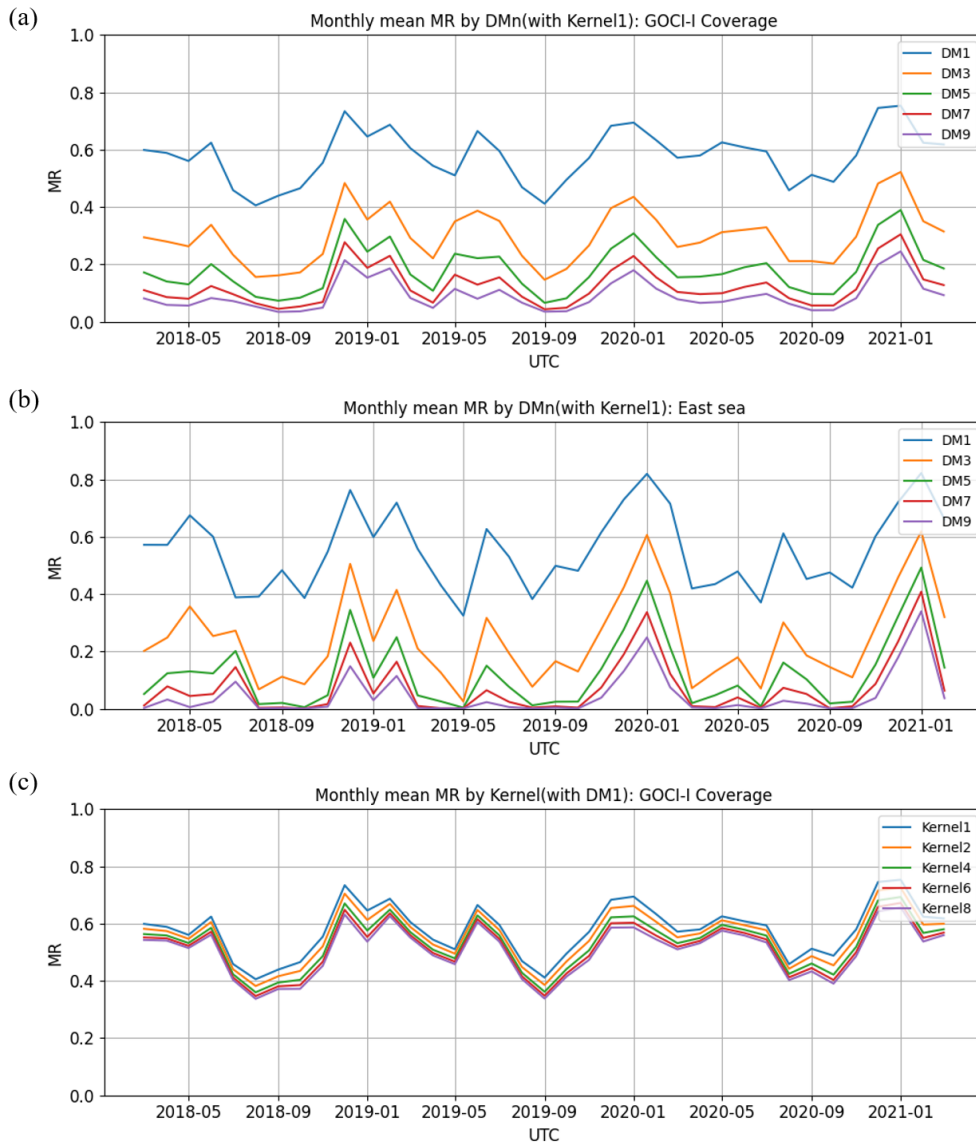 (a)
Monthly mean MR by DMn(with Kernel1): GOCI-I Coverage
1.0
0.8
0.6
0.4
0.2
0.0
MR
DM1
DM3
DM5
DM7
DM9
2018-05 2018-09 2019-01 2019-05 2019-09 2020-01 2020-05 2020-09 2021-01
UTC
(b)
Monthly mean MR by DMn(with Kernel1): East sea
1.0
0.8
0.6
0.4
0.2
0.0
MR
DM1
DM3
DM5
DM7
DM9
2018-05 2018-09 2019-01 2019-05 2019-09 2020-01 2020-05 2020-09 2021-01
UTC
(c)
Monthly mean MR by Kernel(with DM1): GOCI-I Coverage
1.0
0.8
0.6
0.4
0.2
0.0
MR
Kernel1
Kernel2
Kernel4
Kernel6
Kernel8
2018-05 2018-09 2019-01 2019-05 2019-09 2020-01 2020-05 2020-09 2021-01
UTC